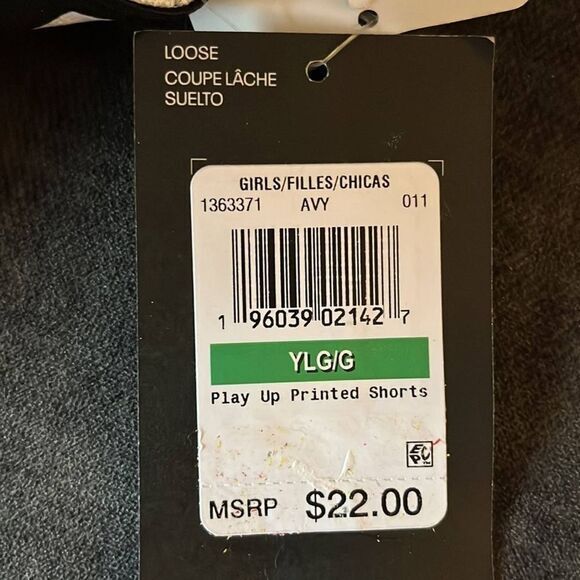 LOOSE
COUPE LÂCHE
SUELTO
GIRLS/FILLES/CHICAS
1363371 AVY 011
1 96039 02142 7
YLG/G
Play Up Printed Shorts
MSRP $22.00